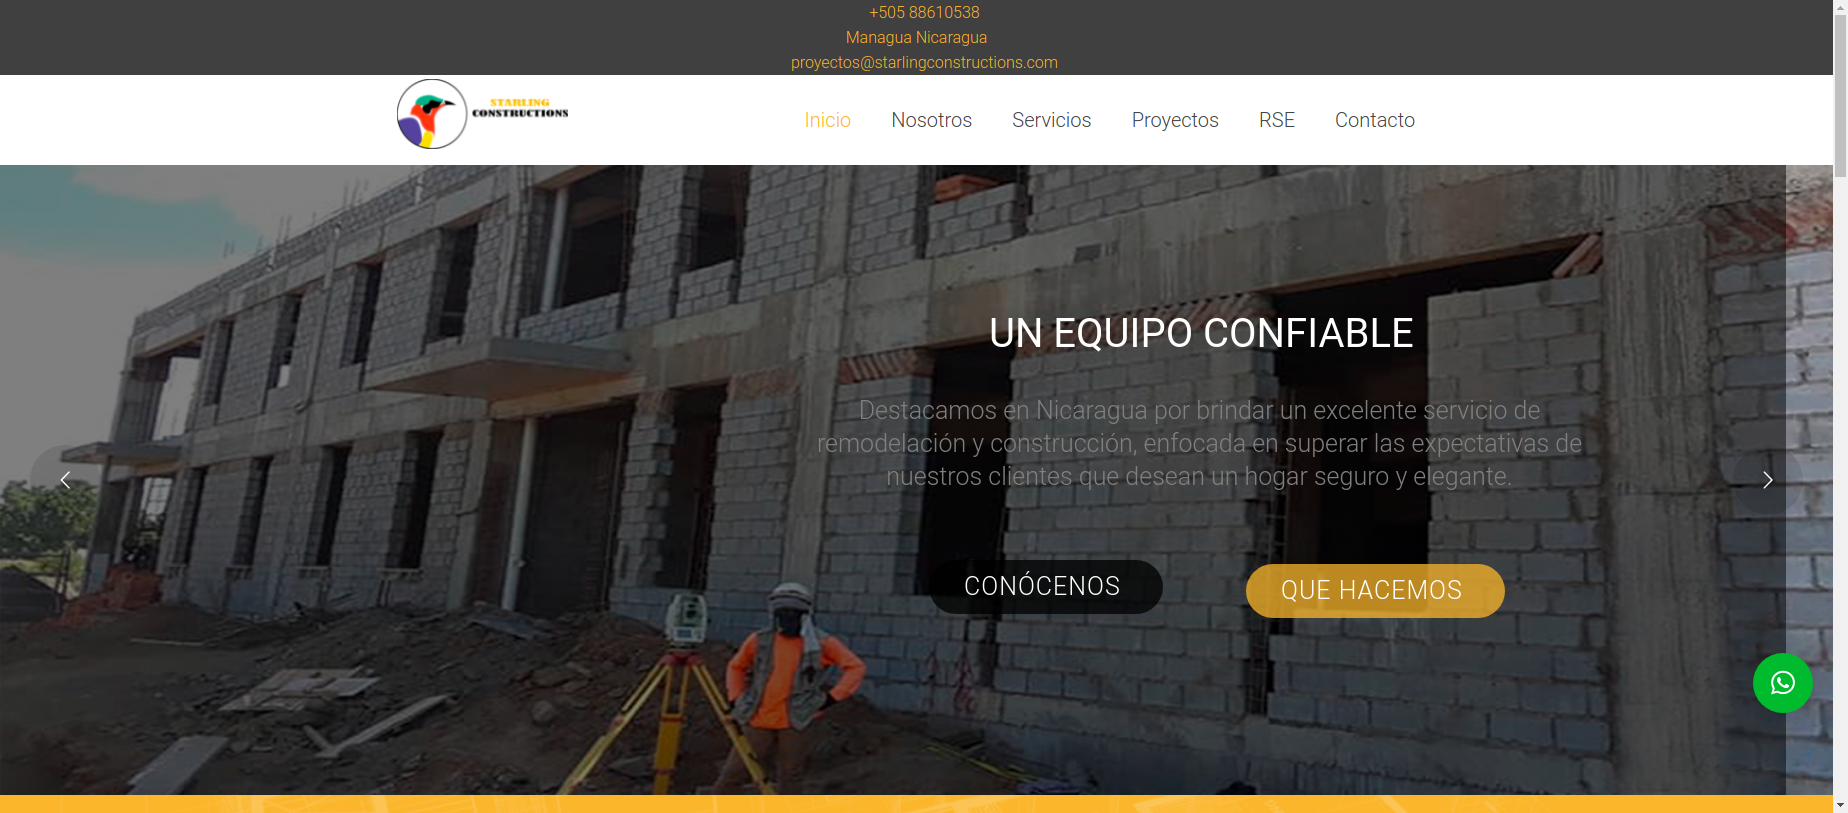 +505 88610538
Managua Nicaragua
proyectos@starlingconstructions.com
STARLING
CONSTRUCTIONS
Inicio Nosotros Servicios Proyectos RSE Contacto
UN EQUIPO CONFIABLE
Destacamos en Nicaragua por brindar un excelente servicio de
remodelación y construcción, enfocada en superar las expectativas de
nuestros clientes que desean un hogar seguro y elegante.
CONÓCENOS
QUE HACEMOS